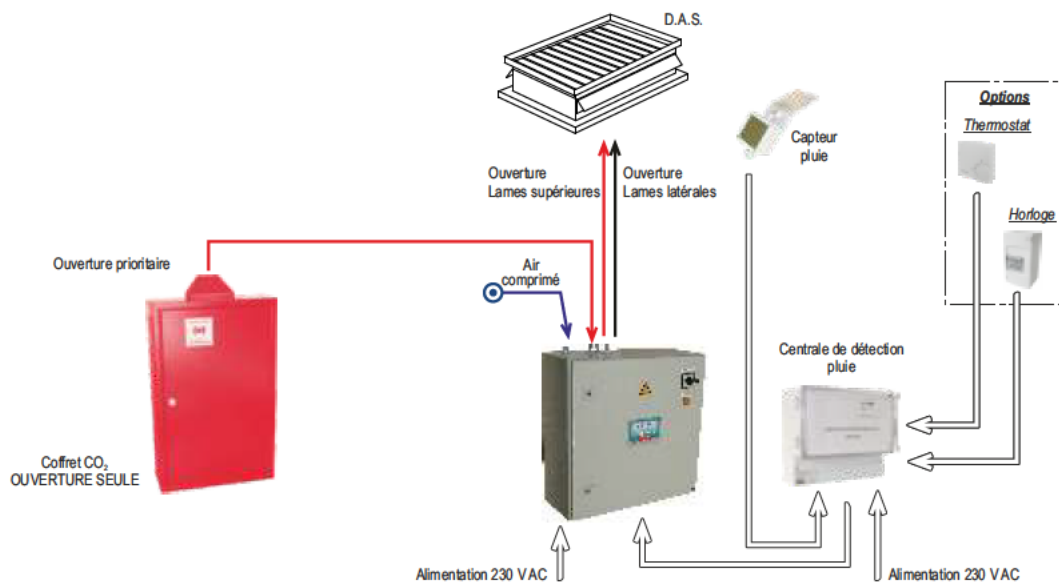 D.A.S.
Options
Thermostat
Capteur
pluie
Ouverture
Lames supérieures
Ouverture
Lames latérales
Horloge
Ouverture prioritaire
Air
comprimé
Centrale de détection
pluie
Coffret CO₂
OUVERTURE SEULE
Alimentation 230 VAC
Alimentation 230 VAC